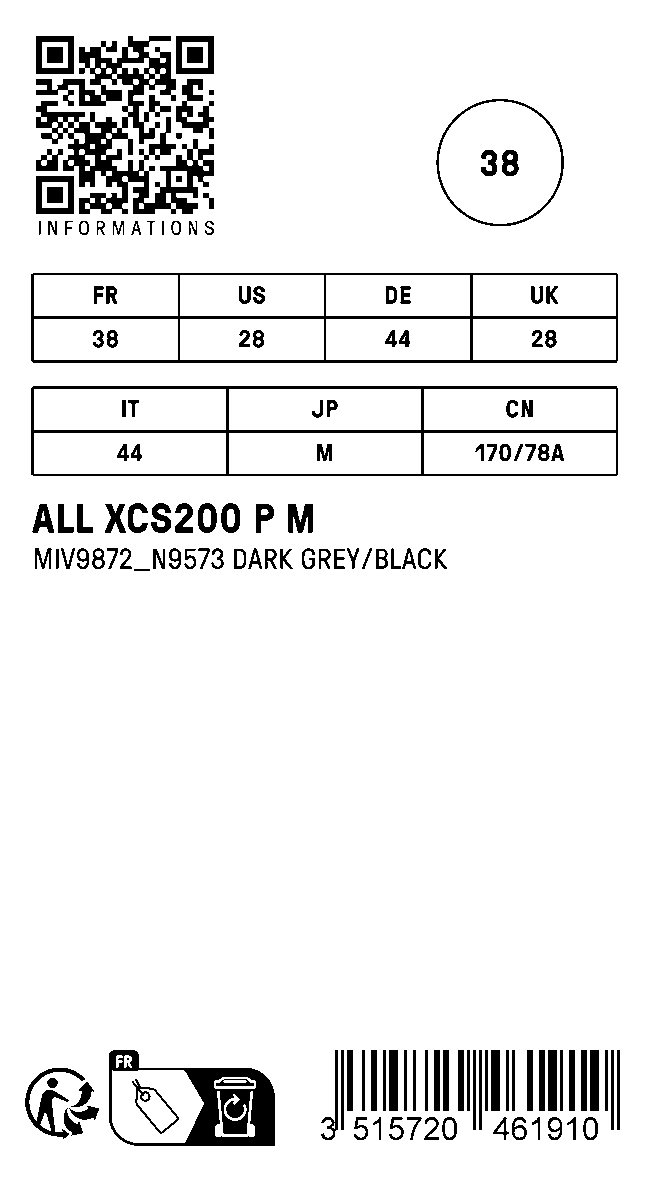 INFORMATIONS
38
FR US DE UK
38 28 44 28
IT JP CN
44 M 170/78A
ALL XCS200 P M
MIV9872_N9573 DARK GREY/BLACK
FR
3 515720 461910